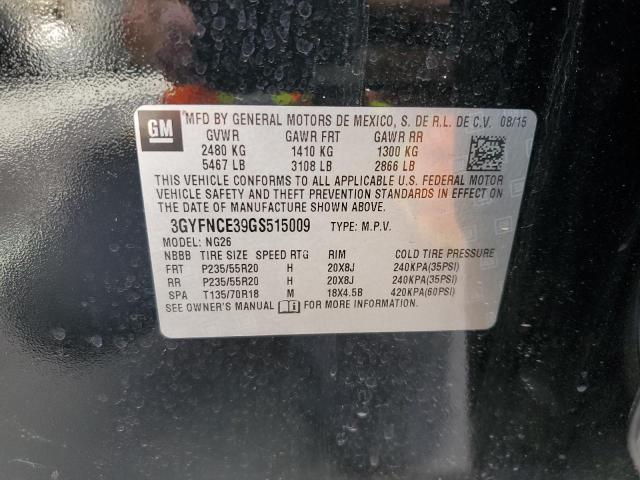 GM
MFD BY GENERAL MOTORS DE MEXICO, S. DE R.L. DE C.V. 08/15
GVWR GAWR FRT GAWR RR
2480 KG 1410 KG 1300 KG
5467 LB 3108 LB 2866 LB
THIS VEHICLE CONFORMS TO ALL APPLICABLE U.S. FEDERAL MOTOR
VEHICLE SAFETY AND THEFT PREVENTION STANDARDS IN EFFECT ON
THE DATE OF MANUFACTURE SHOWN ABOVE.
3GYFNCE39GS515009 TYPE: M.P.V.
MODEL: NG26
NBBB TIRE SIZE SPEED RTG RIM COLD TIRE PRESSURE
FRT P235/55R20 H 20X8J 240KPA(35PSI)
RR P235/55R20 H 20X8J 240KPA(35PSI)
SPA T135/70R18 M 18X4.5B 420KPA(60PSI)
SEE OWNER'S MANUAL FOR MORE INFORMATION.